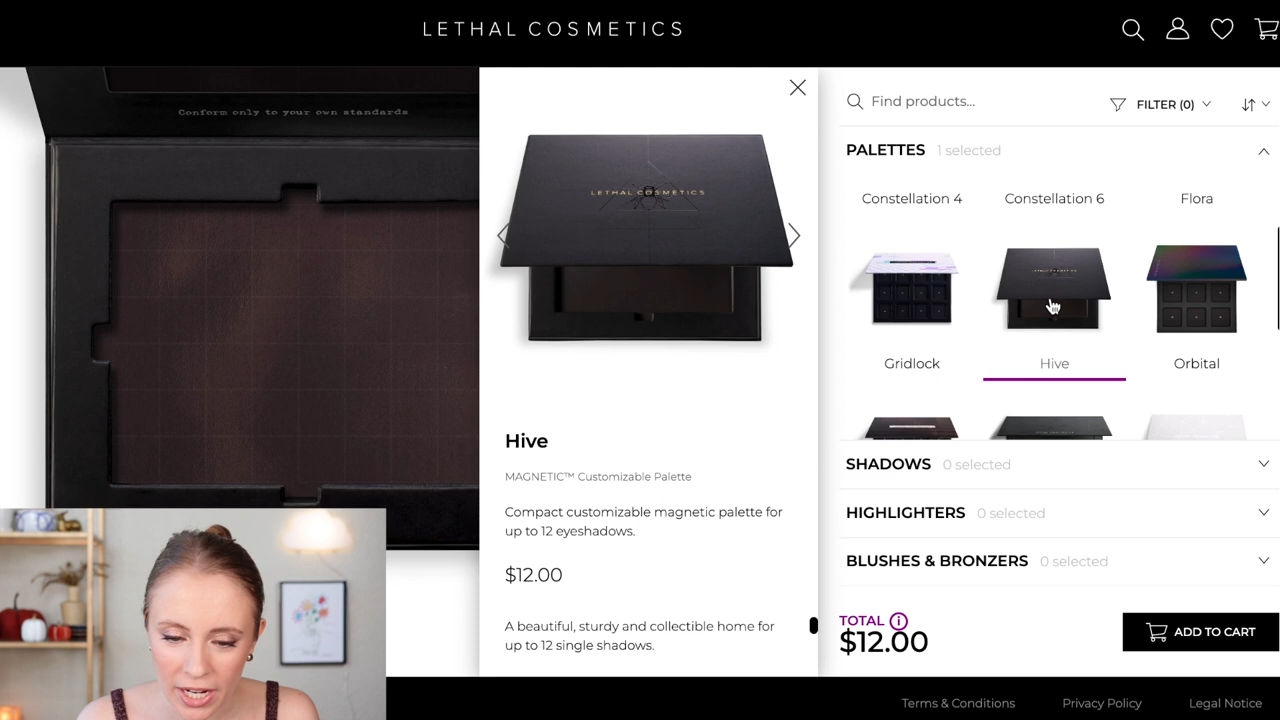 LETHAL COSMETICS
Conform only to your own standards
LETHAL COSMETICS
Hive
MAGNETIC™ Customizable Palette
Compact customizable magnetic palette for
up to 12 eyeshadows.
$12.00
A beautiful, sturdy and collectible home for
up to 12 single shadows.
Find products...
FILTER (0)
PALETTES 1 selected
Constellation 4 Constellation 6 Flora
Gridlock Hive Orbital
SHADOWS 0 selected
HIGHLIGHTERS 0 selected
BLUSHES & BRONZERS 0 selected
TOTAL i
$12.00
ADD TO CART
Terms & Conditions Privacy Policy Legal Notice